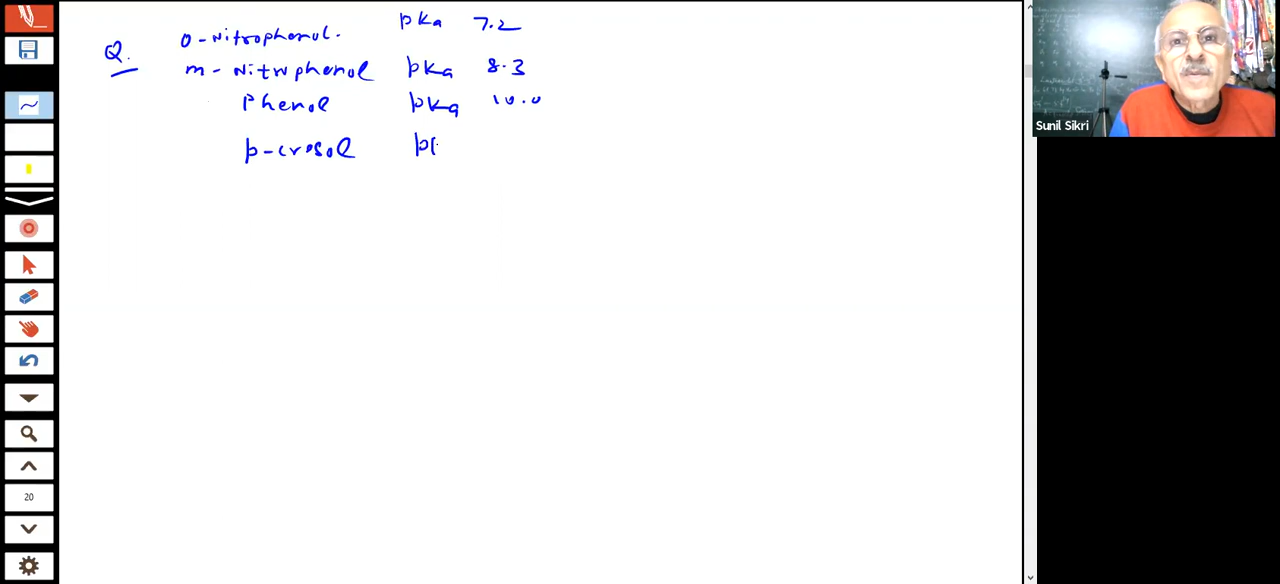 o-Nitrophenol. pka 7.2
Q.
m-Nitrophenol pka 8.3
Phenol pka 10.0
p-cresol p
20
Sunil Sikri